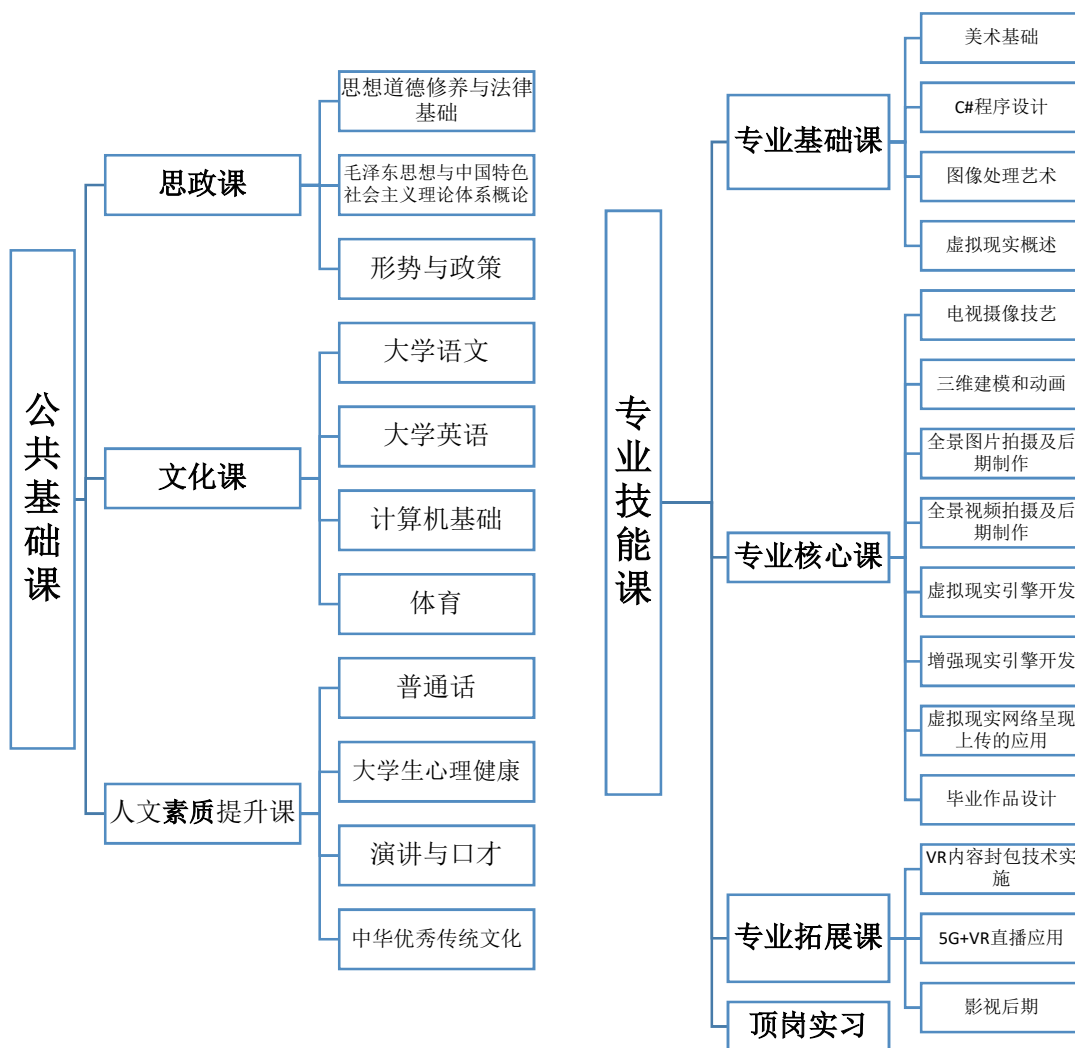 公共基础课
思政课
思想道德修养与法律
基础
毛泽东思想与中国特色
社会主义理论体系概论
形势与政策
文化课
大学语文
大学英语
计算机基础
体育
人文素质提升课
普通话
大学生心理健康
演讲与口才
中华优秀传统文化
专业技能课
专业基础课
美术基础
C#程序设计
图像处理艺术
虚拟现实概述
专业核心课
电视摄像技艺
三维建模和动画
全景图片拍摄及后
期制作
全景视频拍摄及后
期制作
虚拟现实引擎开发
增强现实引擎开发
虚拟现实网络呈现
上传的应用
毕业作品设计
专业拓展课
VR内容封包技术实
施
5G+VR直播应用
影视后期
顶岗实习